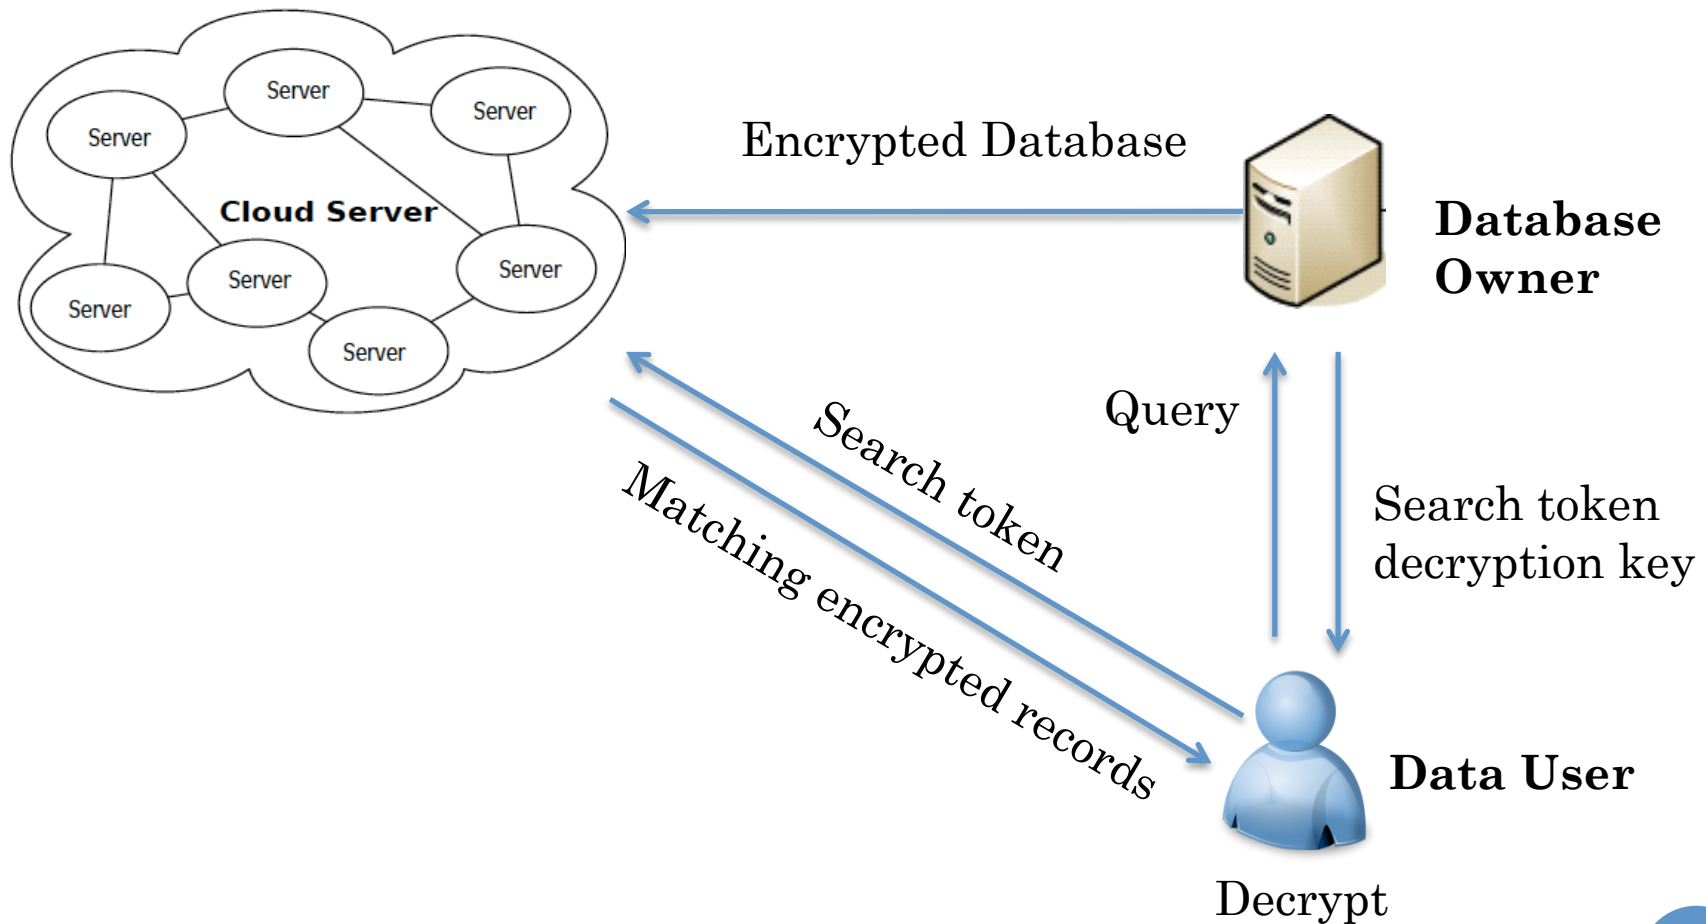 Server
Server
Server
Cloud Server
Server
Server
Server
Server
Encrypted Database
Database
Owner
Query
Search token
decryption key
Search token
Matching encrypted records
Data User
Decrypt